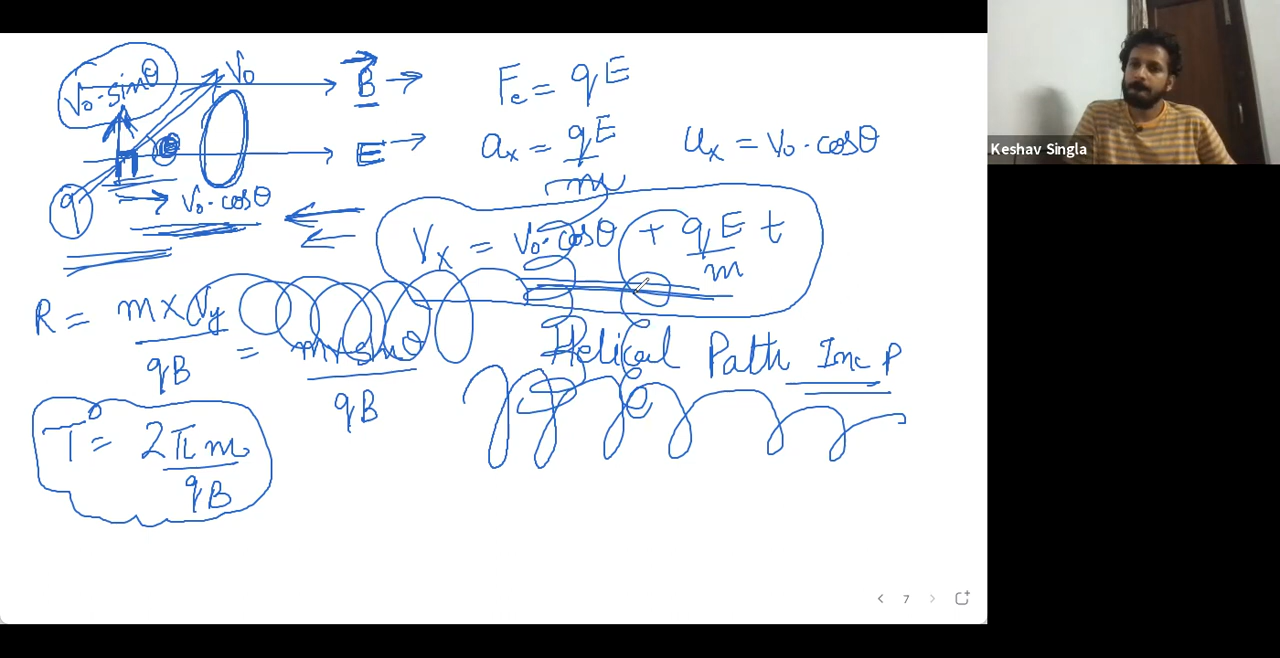 V₀·sinθ V₀ B→ →
Fe = qE
E →
ax = qE/m
ux = V₀·cosθ
Keshav Singla
q → V₀·cosθ
Vx = V₀·cosθ + qE/m t
R = m×Vy/qB = mv sinθ/qB
Helical Path Inc P
T = 2πm/qB
7